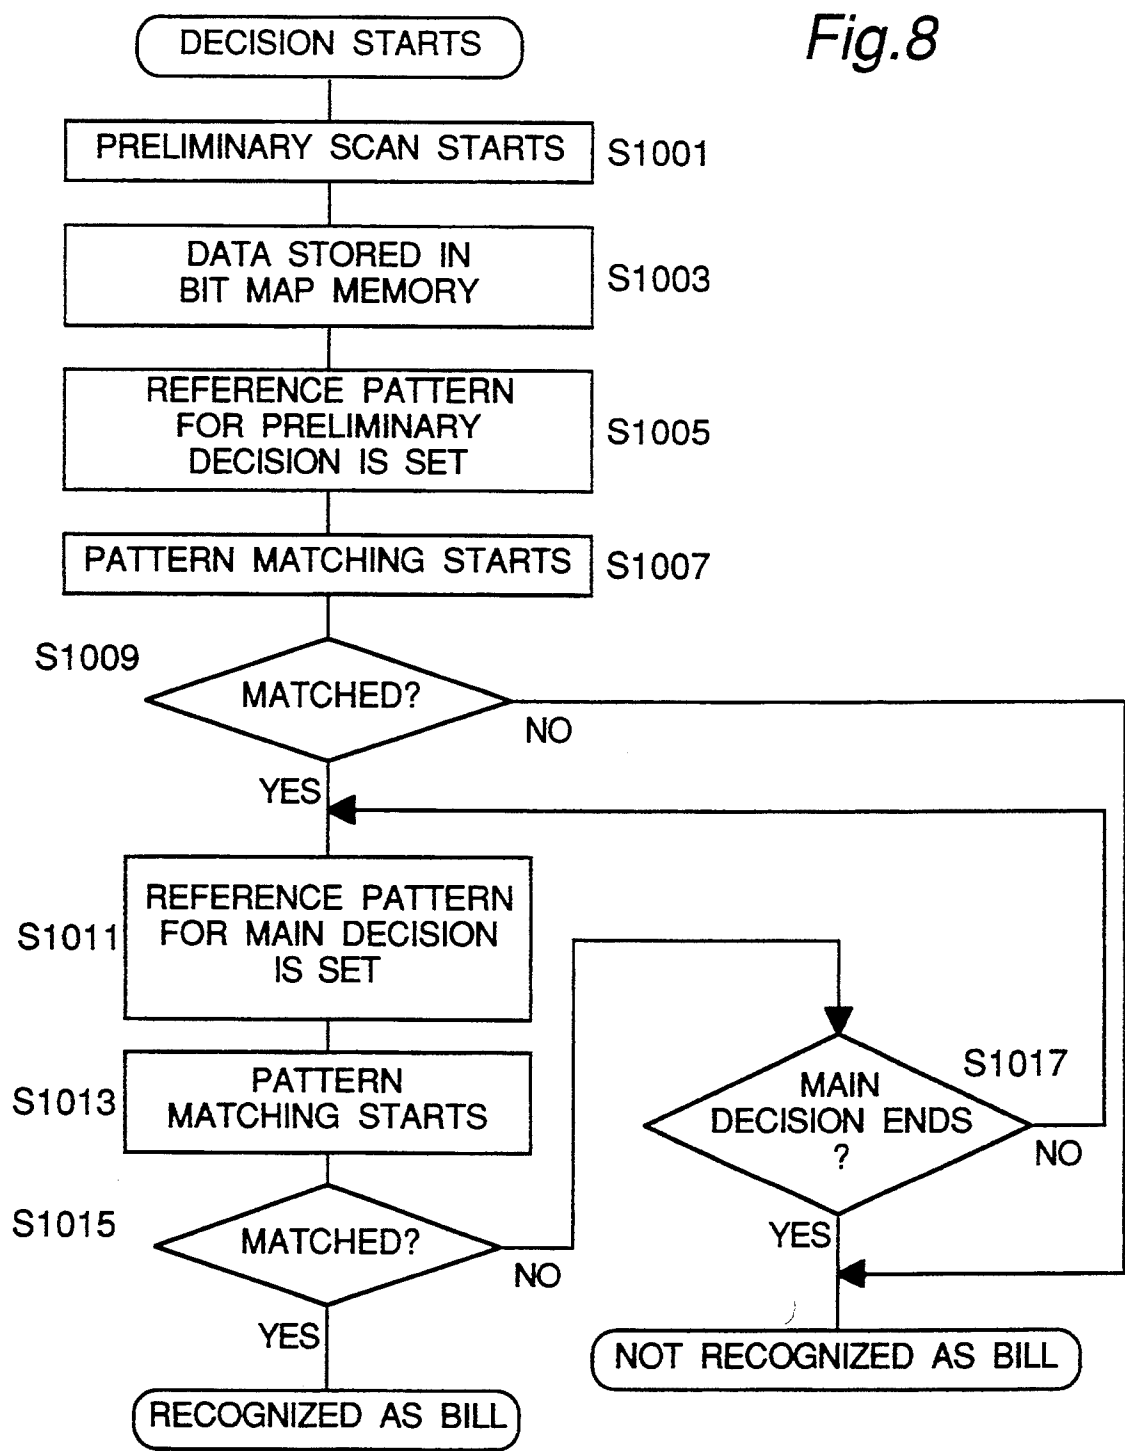 Fig.8
DECISION STARTS
PRELIMINARY SCAN STARTS
S1001
DATA STORED IN
BIT MAP MEMORY
S1003
REFERENCE PATTERN
FOR PRELIMINARY
DECISION IS SET
S1005
PATTERN MATCHING STARTS
S1007
S1009
MATCHED?
NO
YES
REFERENCE PATTERN
FOR MAIN DECISION
IS SET
S1011
PATTERN
MATCHING STARTS
S1013
S1015
MATCHED?
NO
YES
RECOGNIZED AS BILL
S1017
MAIN
DECISION ENDS
?
NO
YES
NOT RECOGNIZED AS BILL